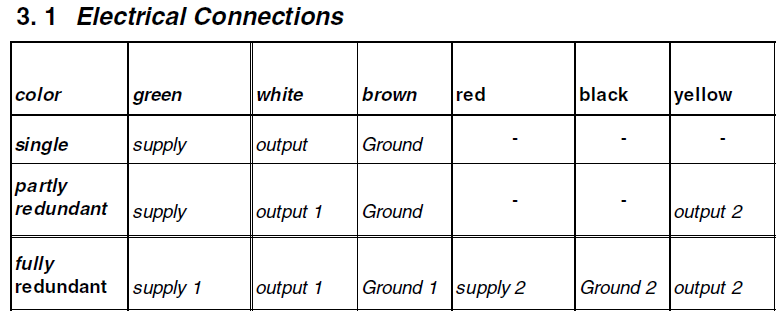 3. 1 Electrical Connections
color green white brown red black yellow
single supply output Ground - - -
partly
redundant supply output 1 Ground - - output 2
fully
redundant supply 1 output 1 Ground 1 supply 2 Ground 2 output 2